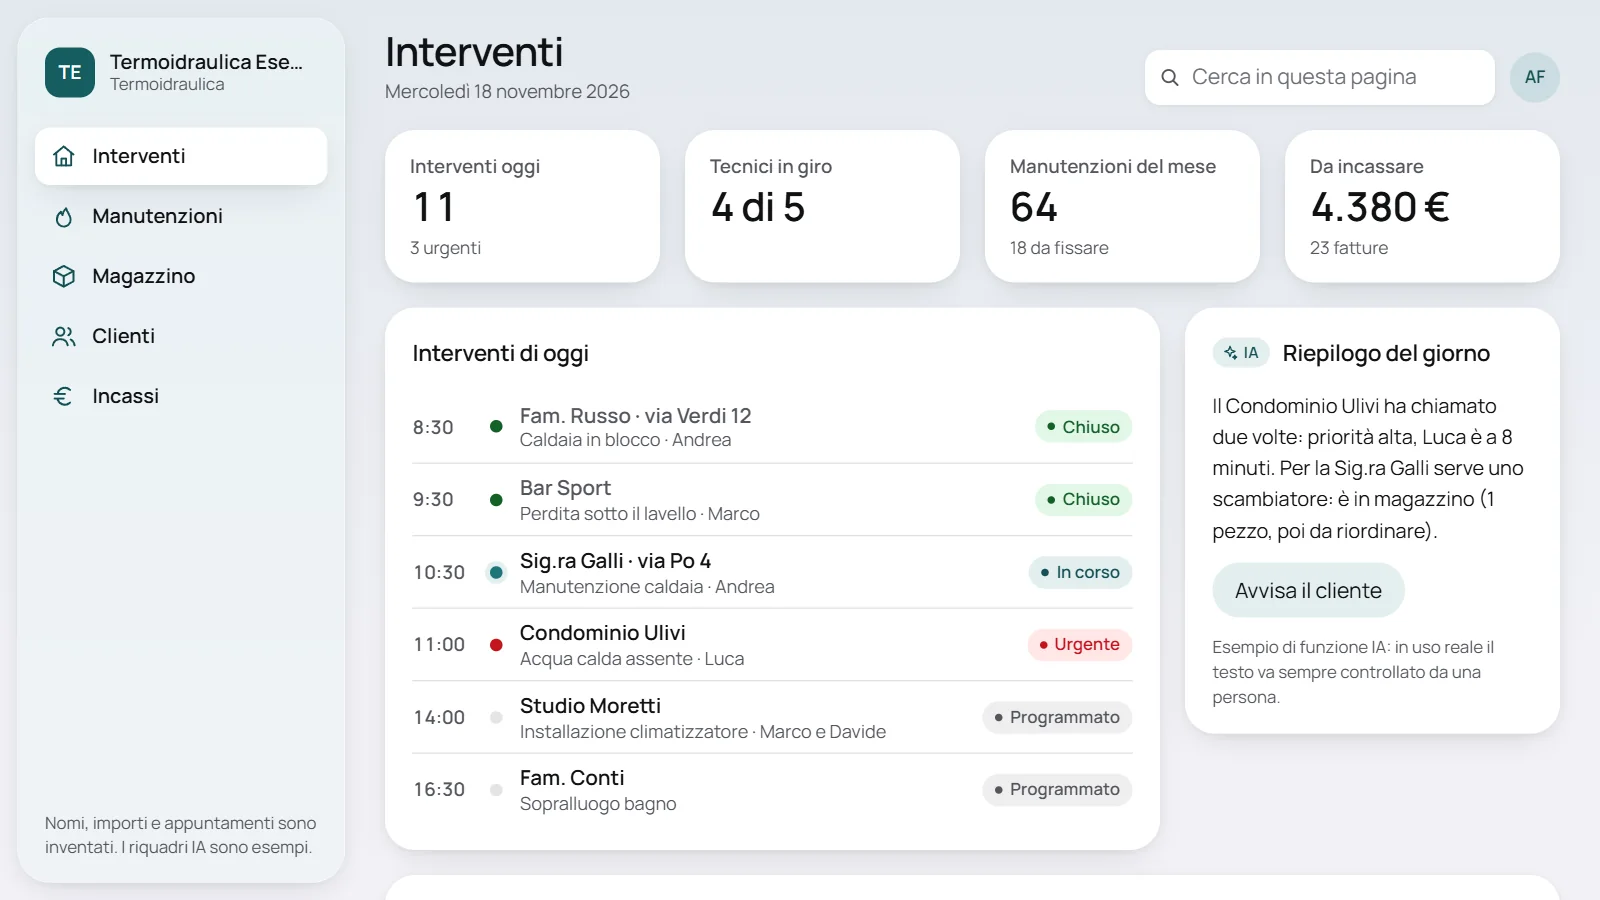 TE
Termoidraulica Ese...
Termoidraulica
Interventi
Manutenzioni
Magazzino
Clienti
Incassi
Nomi, importi e appuntamenti sono
inventati. I riquadri IA sono esempi.
Interventi
Mercoledì 18 novembre 2026
Cerca in questa pagina
AF
Interventi oggi
11
3 urgenti
Tecnici in giro
4 di 5
Manutenzioni del mese
64
18 da fissare
Da incassare
4.380 €
23 fatture
Interventi di oggi
8:30
Fam. Russo · via Verdi 12
Caldaia in blocco · Andrea
Chiuso
9:30
Bar Sport
Perdita sotto il lavello · Marco
Chiuso
10:30
Sig.ra Galli · via Po 4
Manutenzione caldaia · Andrea
In corso
11:00
Condominio Ulivi
Acqua calda assente · Luca
Urgente
14:00
Studio Moretti
Installazione climatizzatore · Marco e Davide
Programmato
16:30
Fam. Conti
Sopralluogo bagno
Programmato
IA
Riepilogo del giorno
Il Condominio Ulivi ha chiamato
due volte: priorità alta, Luca è a 8
minuti. Per la Sig.ra Galli serve uno
scambiatore: è in magazzino (1
pezzo, poi da riordinare).
Avvisa il cliente
Esempio di funzione IA: in uso reale il
testo va sempre controllato da una
persona.